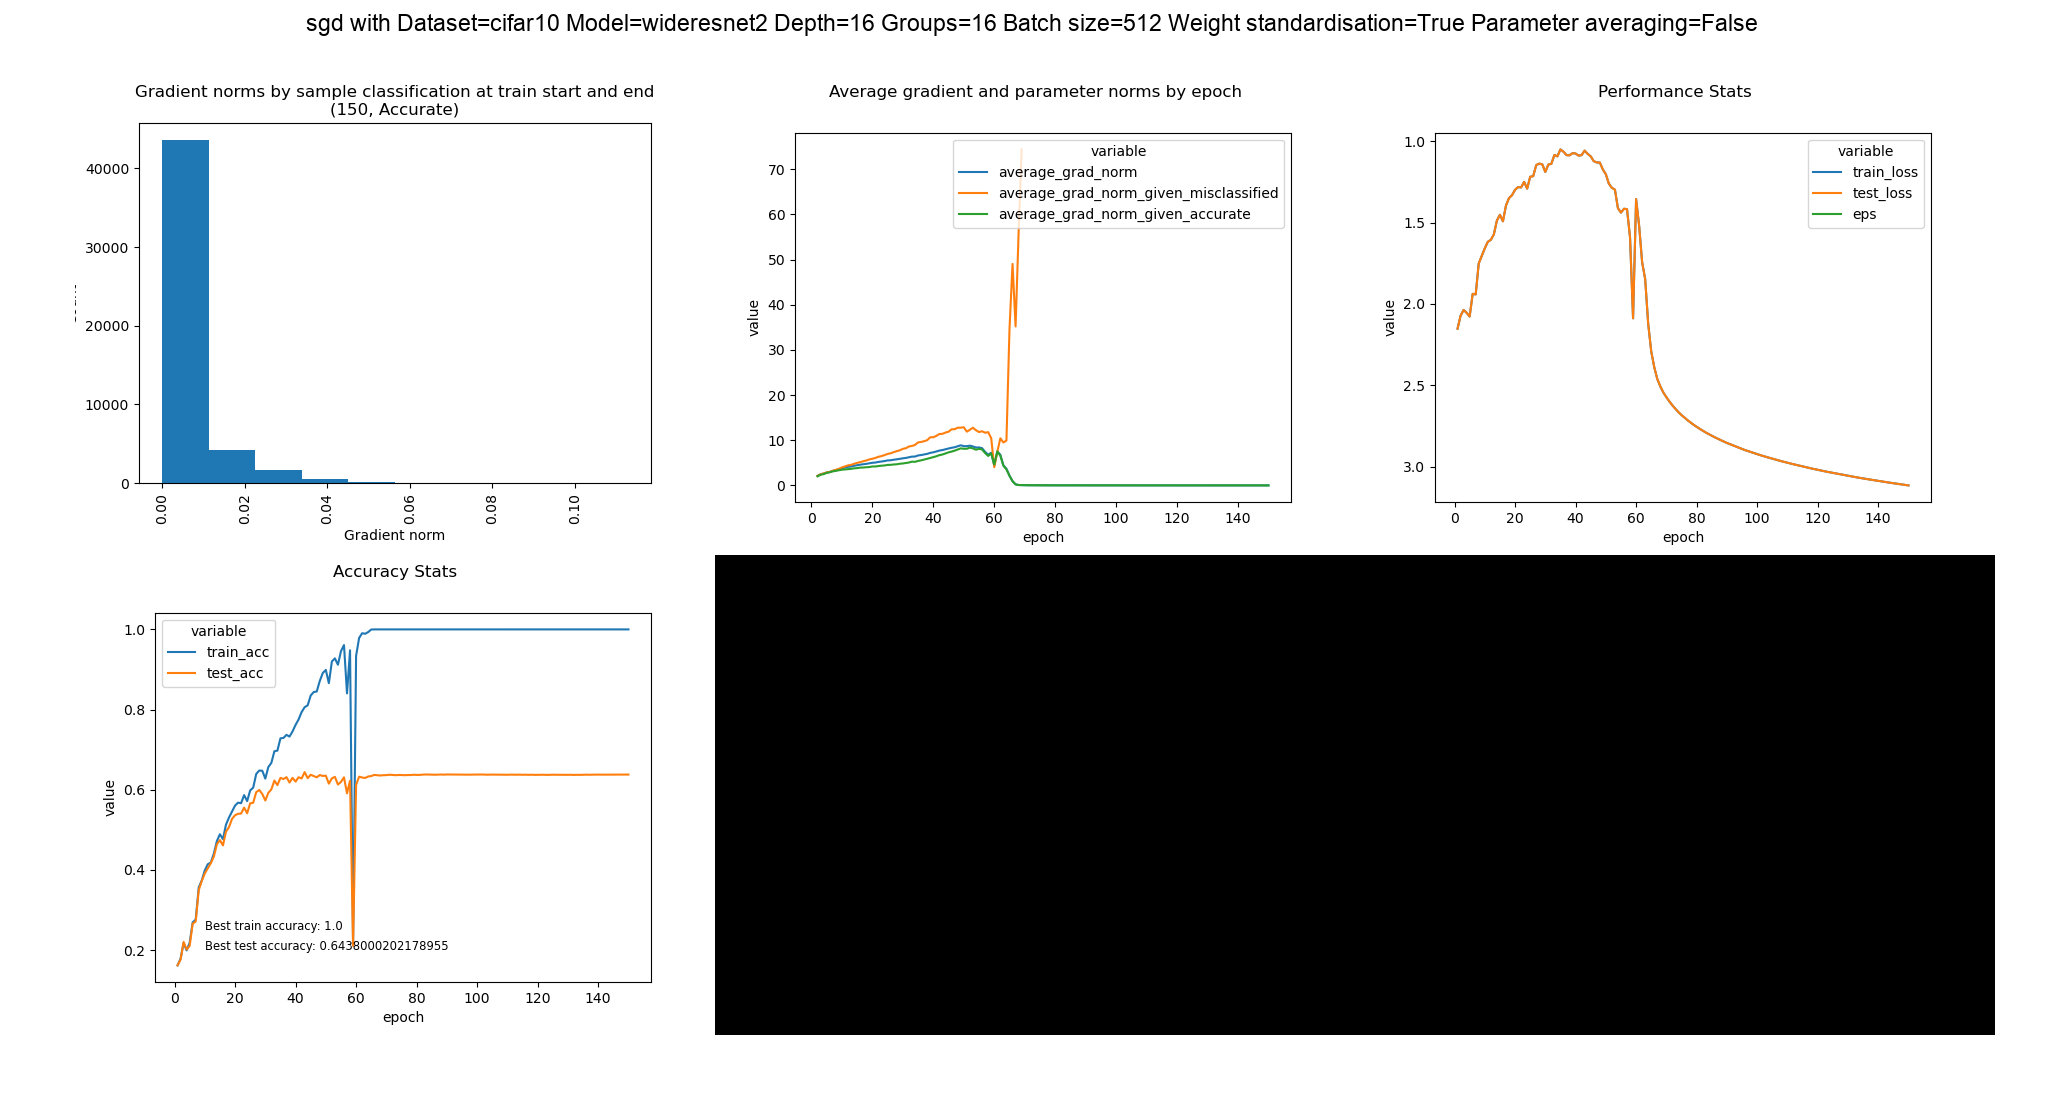 sgd with Dataset=cifar10 Model=wideresnet2 Depth=16 Groups=16 Batch size=512 Weight standardisation=True Parameter averaging=False
Gradient norms by sample classification at train start and end
(150, Accurate)
40000
30000
20000
10000
0
0.00 0.02 0.04 0.06 0.08 0.10
Gradient norm
Average gradient and parameter norms by epoch
variable
average_grad_norm
average_grad_norm_given_misclassified
average_grad_norm_given_accurate
value
70
60
50
40
30
20
10
0
0 20 40 60 80 100 120 140
epoch
Performance Stats
variable
train_loss
test_loss
eps
value
1.0
1.5
2.0
2.5
3.0
0 20 40 60 80 100 120 140
epoch
Accuracy Stats
variable
train_acc
test_acc
value
1.0
0.8
0.6
0.4
0.2
Best train accuracy: 1.0
Best test accuracy: 0.6438000202178955
0 20 40 60 80 100 120 140
epoch